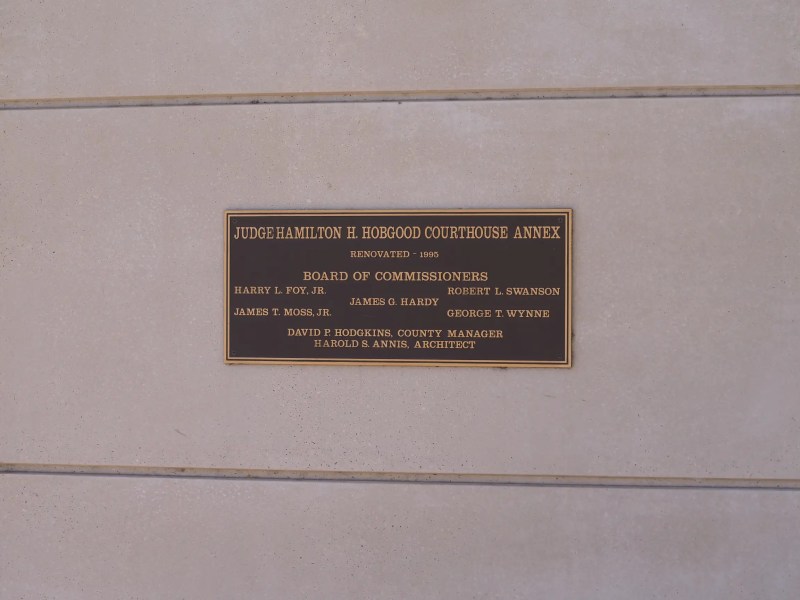 JUDGE HAMILTON H. HOBGOOD COURTHOUSE ANNEX
RENOVATED - 1995
BOARD OF COMMISSIONERS
HARRY L. FOY, JR. ROBERT L. SWANSON
JAMES G. HARDY
JAMES T. MOSS, JR. GEORGE T. WYNNE
DAVID P. HODGKINS, COUNTY MANAGER
HAROLD S. ANNIS, ARCHITECT